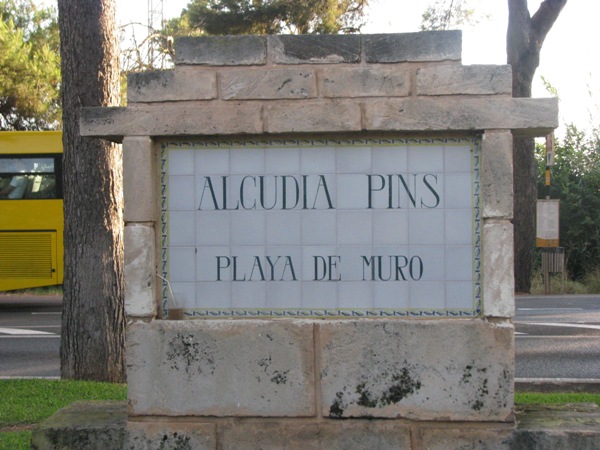 ALCUDIA PINS
PLAYA DE MURO